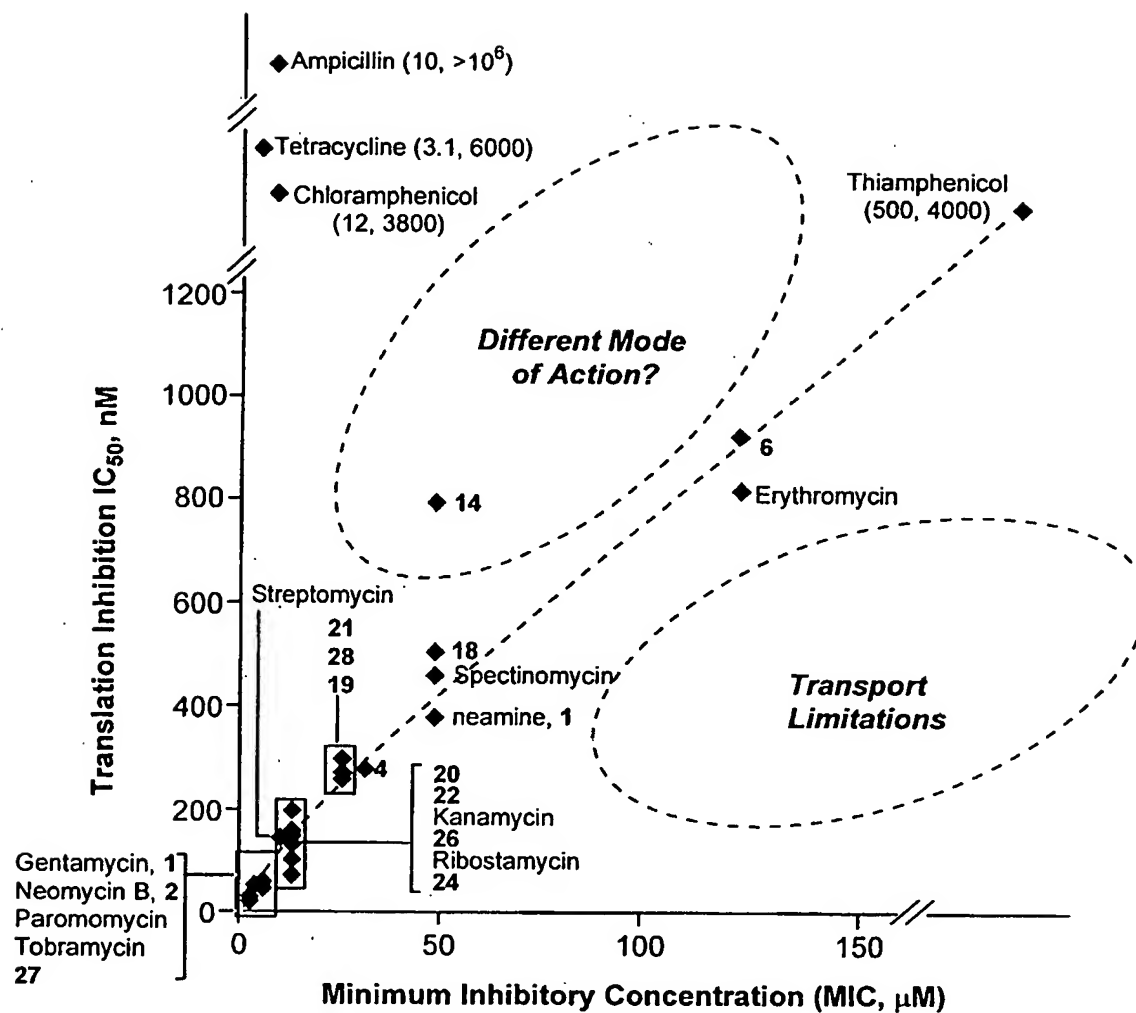 Ampicillin (10, >10⁶)
Tetracycline (3.1, 6000)
Chloramphenicol
(12, 3800)
Thiamphenicol
(500, 4000)
1200
Different Mode
of Action?
1000
6
800
14
Erythromycin
600
Streptomycin
21
28
19
18
Spectinomycin
neamine, 1
Transport
Limitations
400
4
20
22
Kanamycin
26
Ribostamycin
24
200
Gentamycin, 1
Neomycin B, 2
Paromomycin
Tobramycin
27
0
0
50
100
150
Translation Inhibition IC₅₀, nM
Minimum Inhibitory Concentration (MIC, μM)